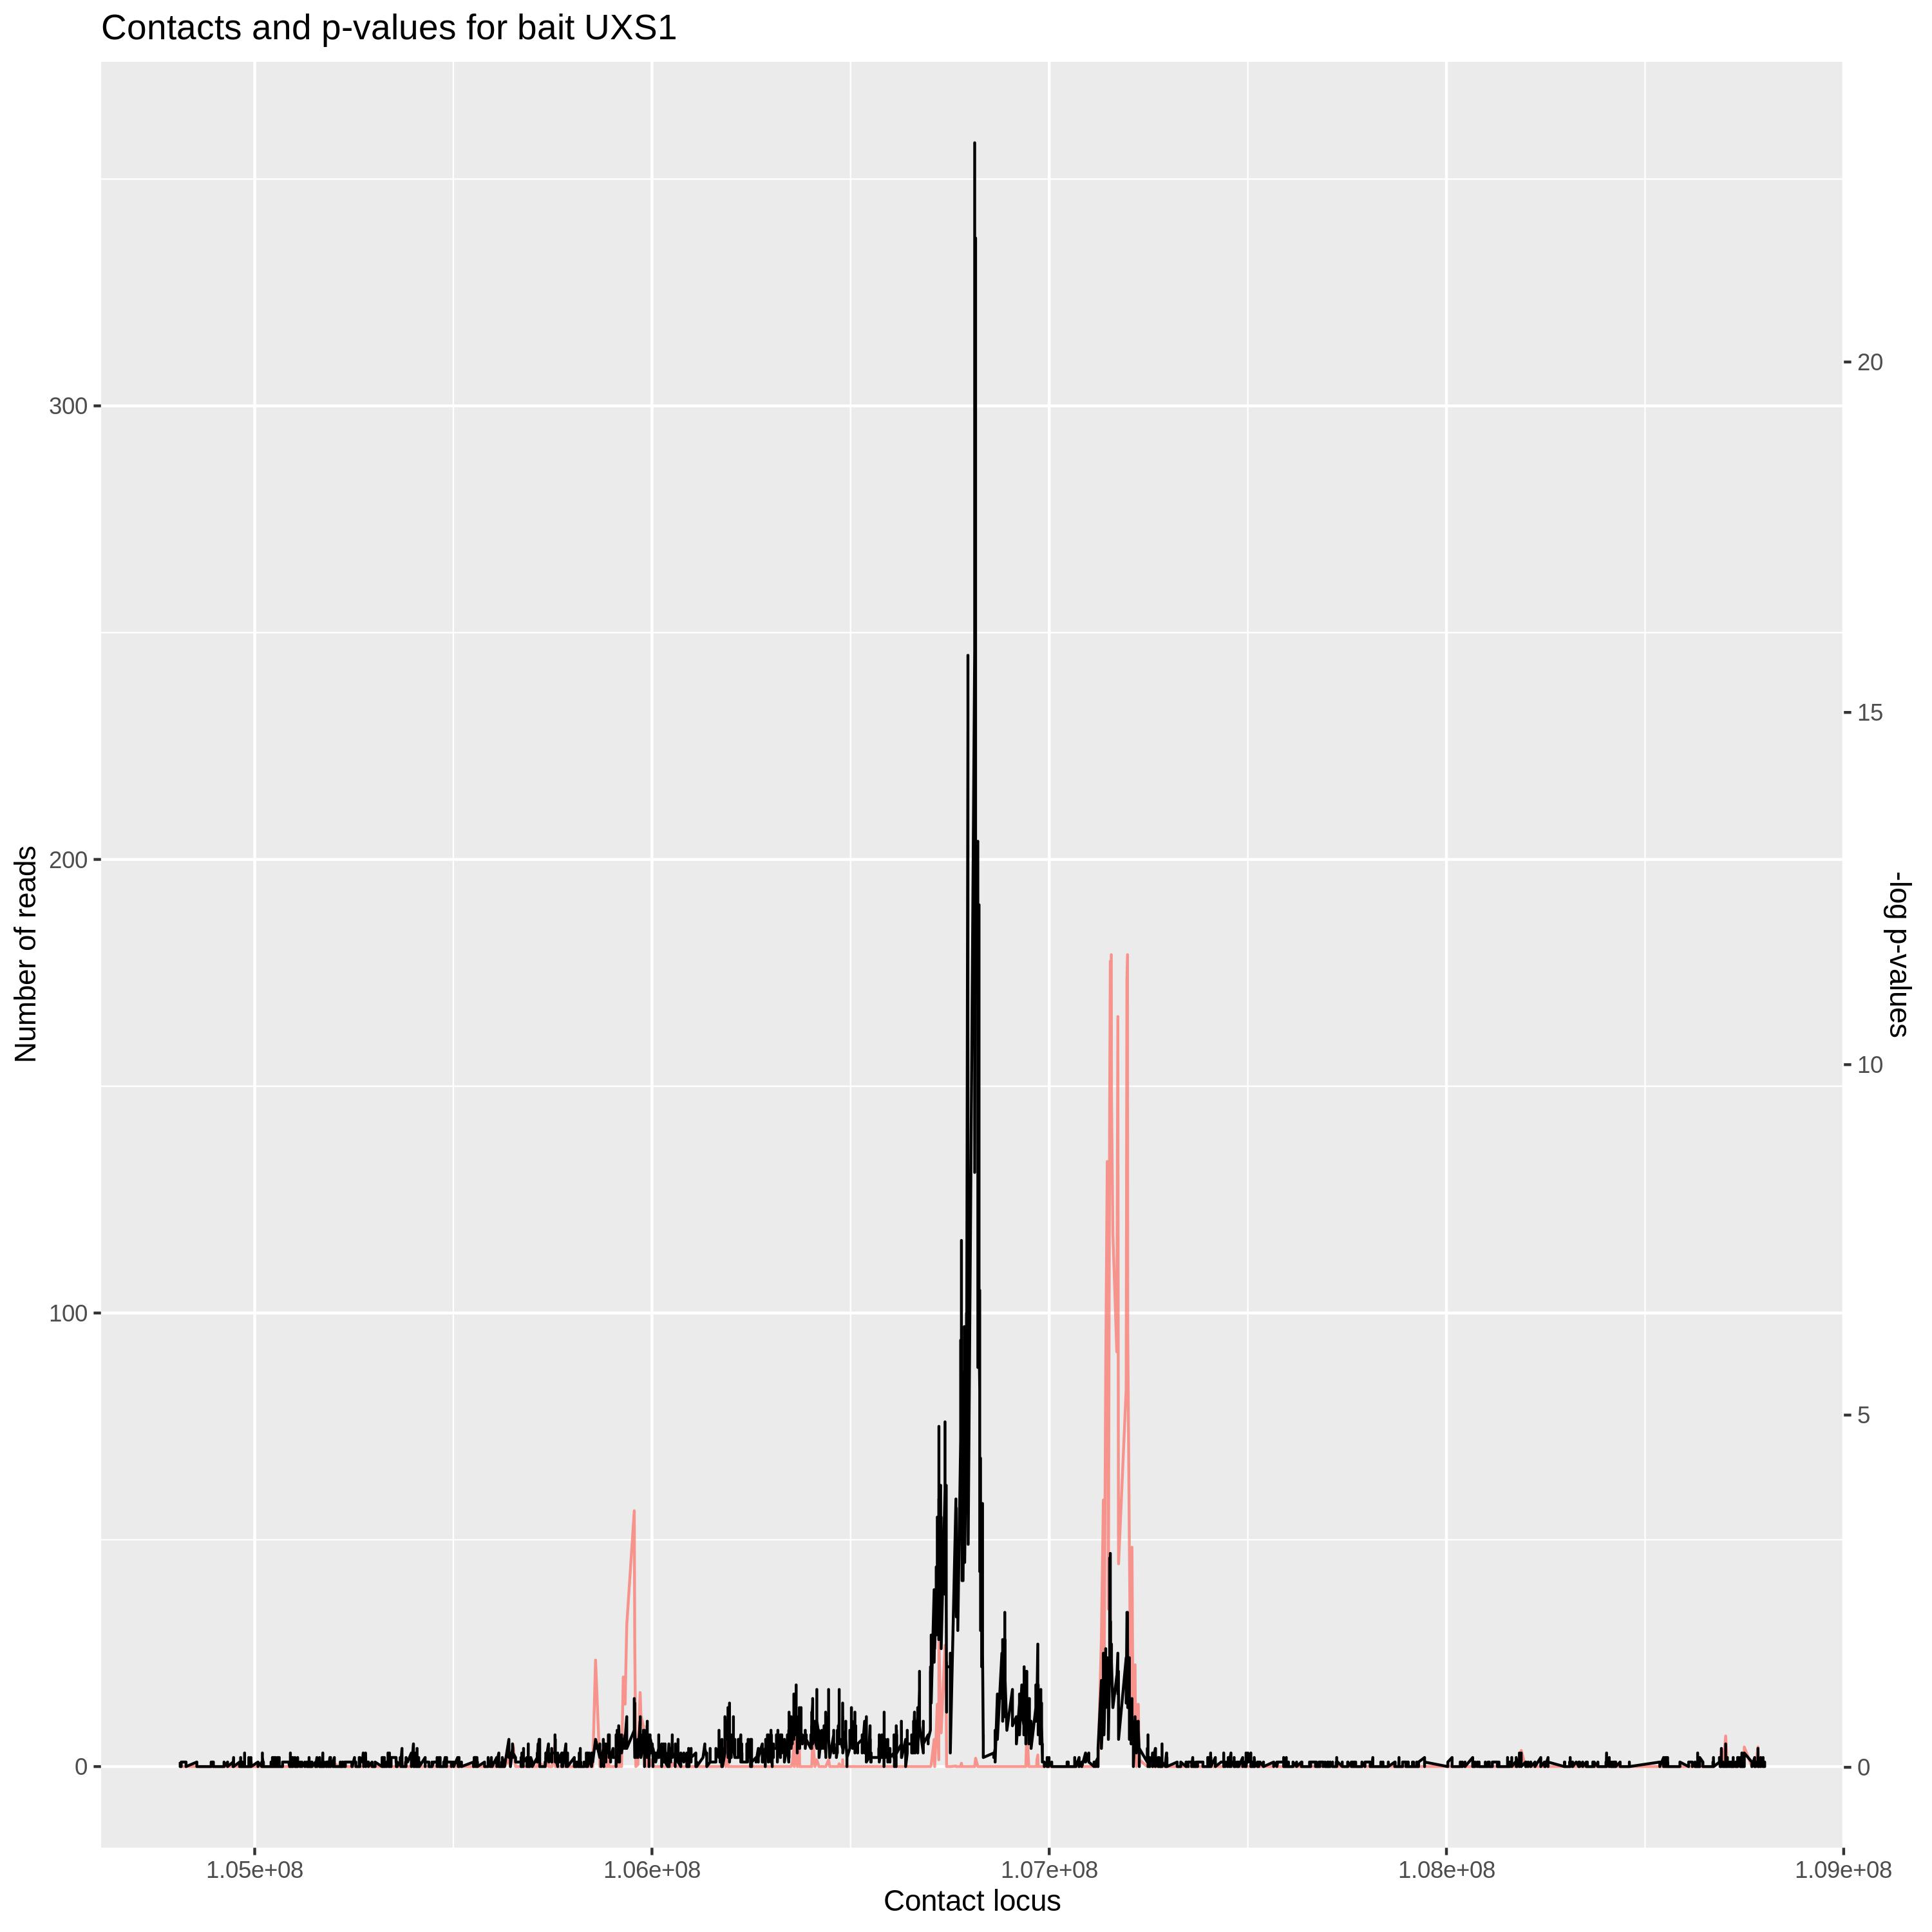 Contacts and p-values for bait UXS1
Number of reads
300
200
100
0
20
15
10
5
0
-log p-values
1.05e+08
1.06e+08
1.07e+08
1.08e+08
1.09e+08
Contact locus